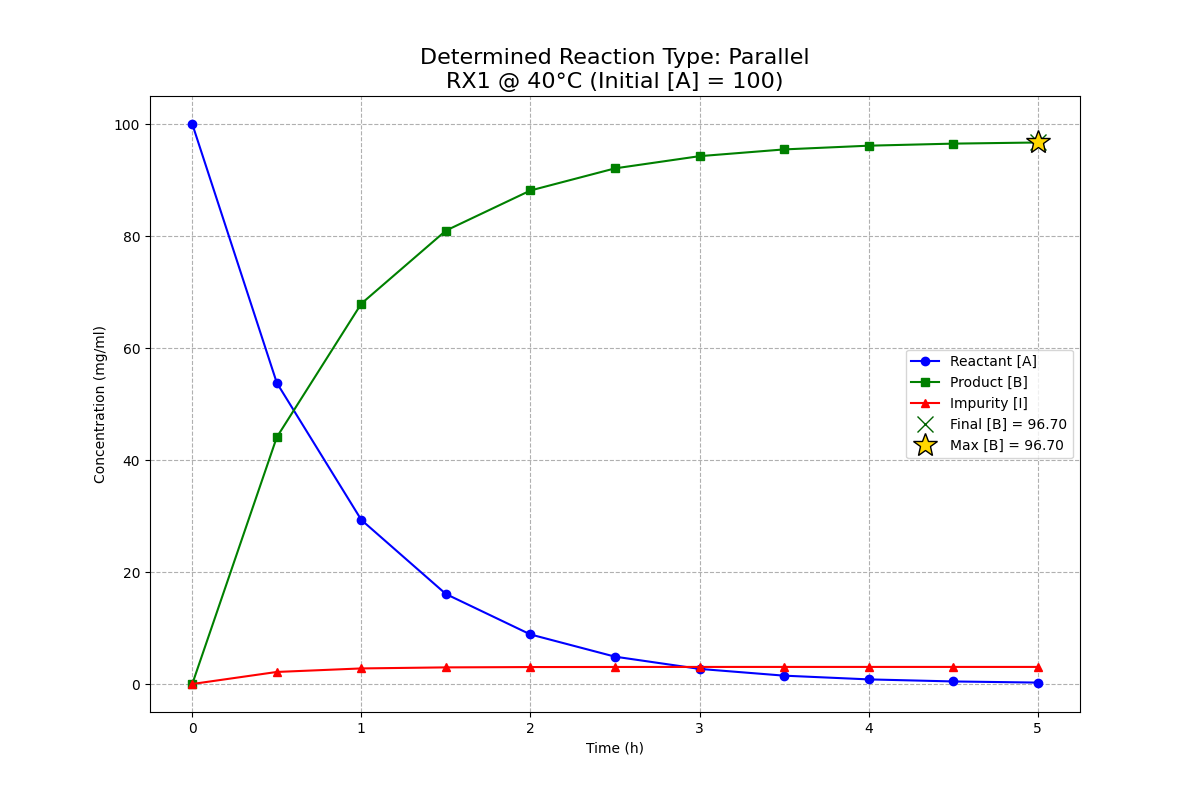 Determined Reaction Type: Parallel
RX1 @ 40°C (Initial [A] = 100)
Concentration (mg/ml)
100
80
60
40
20
0
Reactant [A]
Product [B]
Impurity [I]
Final [B] = 96.70
Max [B] = 96.70
0 1 2 3 4 5
Time (h)